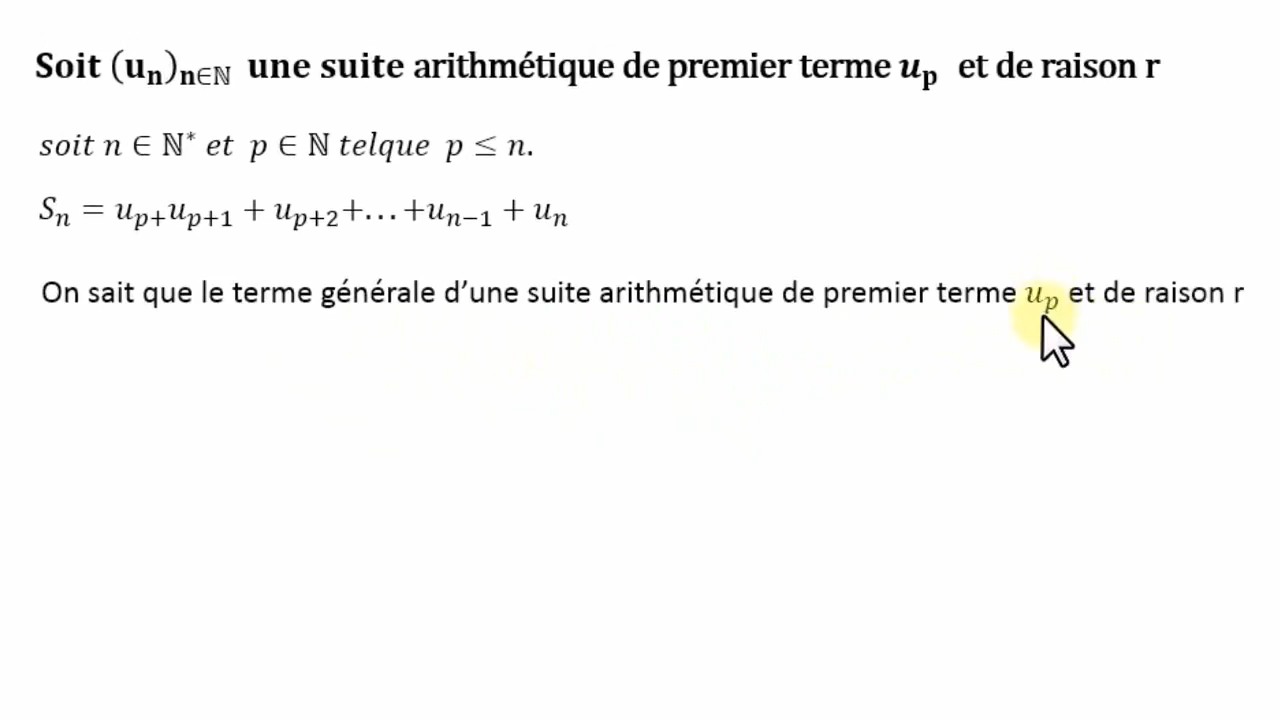 Soit (uₙ)ₙ∈ℕ une suite arithmétique de premier terme uₚ et de raison r
soit n ∈ ℕ* et p ∈ ℕ telque p ≤ n.
Sₙ = uₚ₊uₚ₊₁ + uₚ₊₂+...+uₙ₋₁ + uₙ
On sait que le terme générale d’une suite arithmétique de premier terme uₚ et de raison r